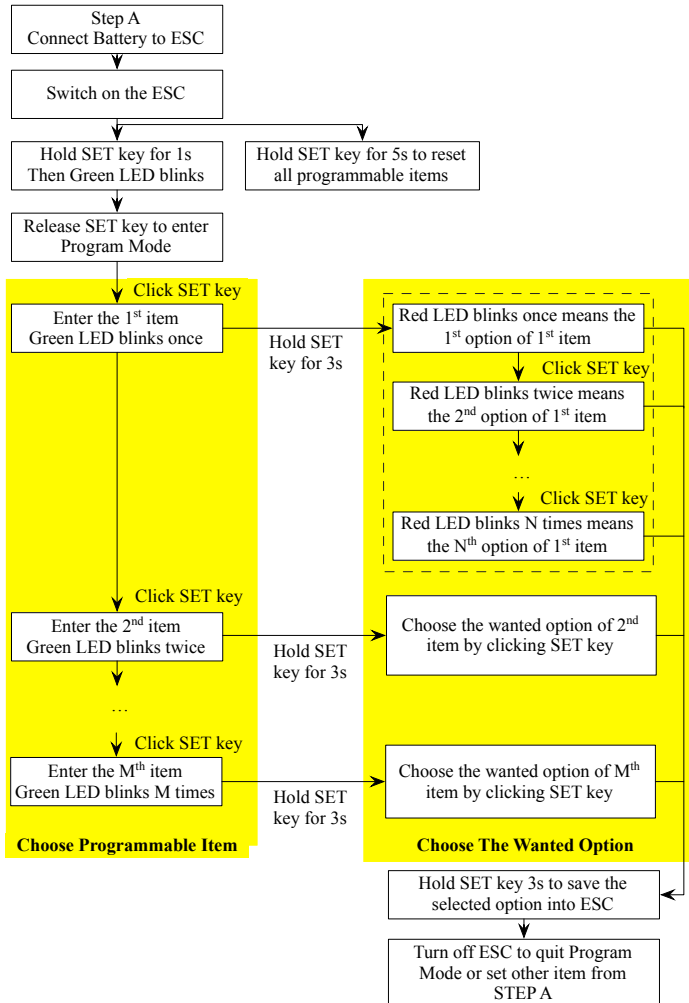 Step A
Connect Battery to ESC
Switch on the ESC
Hold SET key for 1s
Then Green LED blinks
Hold SET key for 5s to reset
all programmable items
Release SET key to enter
Program Mode
Click SET key
Enter the 1st item
Green LED blinks once
Hold SET
key for 3s
Red LED blinks once means the
1st option of 1st item
Click SET key
Red LED blinks twice means
the 2nd option of 1st item
...
Click SET key
Red LED blinks N times means
the Nth option of 1st item
Click SET key
Enter the 2nd item
Green LED blinks twice
Hold SET
key for 3s
Choose the wanted option of 2nd
item by clicking SET key
...
Click SET key
Enter the Mth item
Green LED blinks M times
Hold SET
key for 3s
Choose the wanted option of Mth
item by clicking SET key
Choose Programmable Item
Choose The Wanted Option
Hold SET key 3s to save the
selected option into ESC
Turn off ESC to quit Program
Mode or set other item from
STEP A